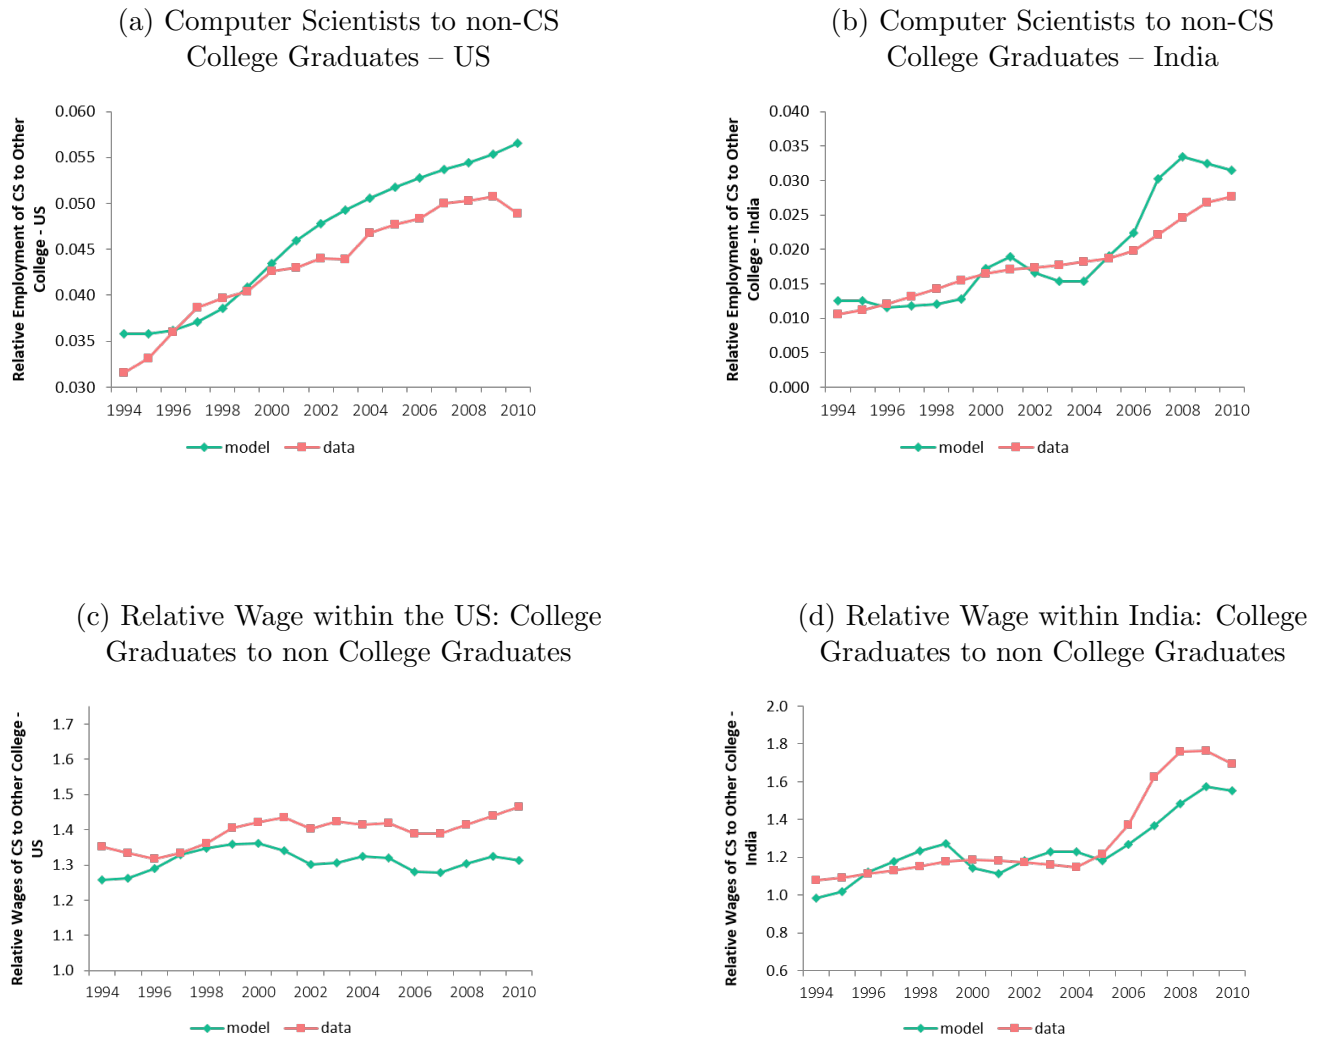 (a) Computer Scientists to non-CS
College Graduates – US
Relative Employment of CS to Other
College - US
0.060
0.055
0.050
0.045
0.040
0.035
0.030
1994 1996 1998 2000 2002 2004 2006 2008 2010
model data
(b) Computer Scientists to non-CS
College Graduates – India
Relative Employment of CS to Other
College - India
0.040
0.035
0.030
0.025
0.020
0.015
0.010
0.005
0.000
1994 1996 1998 2000 2002 2004 2006 2008 2010
model data
(c) Relative Wage within the US: College
Graduates to non College Graduates
Relative Wages of CS to Other College -
US
1.7
1.6
1.5
1.4
1.3
1.2
1.1
1.0
1994 1996 1998 2000 2002 2004 2006 2008 2010
model data
(d) Relative Wage within India: College
Graduates to non College Graduates
Relative Wages of CS to Other College -
India
2.0
1.8
1.6
1.4
1.2
1.0
0.8
0.6
1994 1996 1998 2000 2002 2004 2006 2008 2010
model data